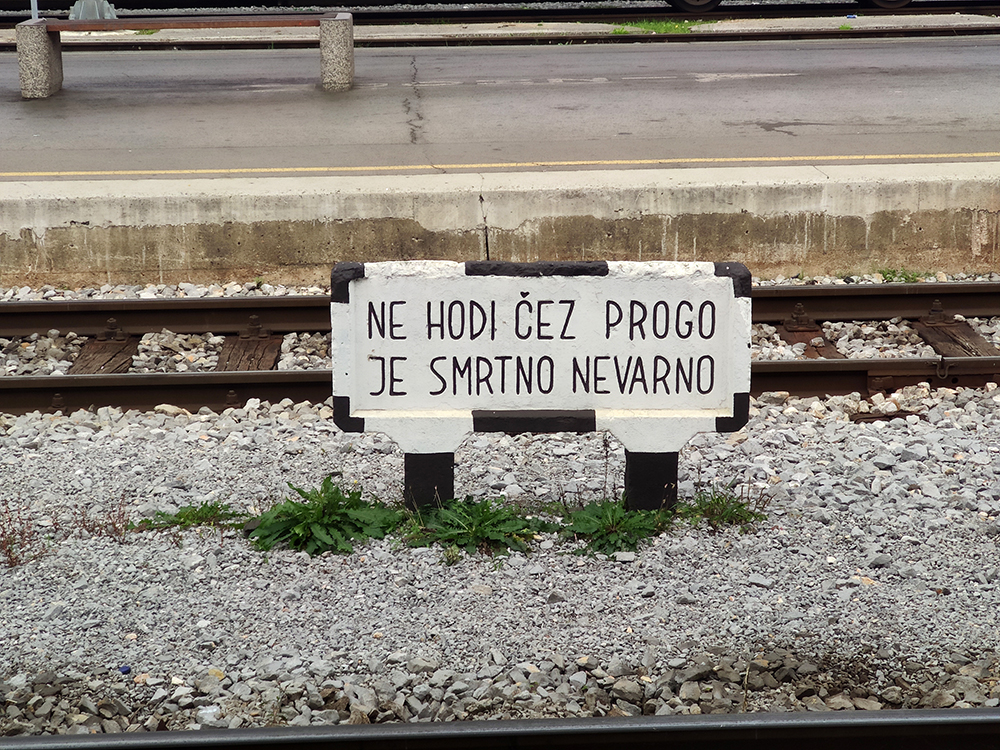 NE HODI ČEZ PROGO
JE SMRTNO NEVARNO